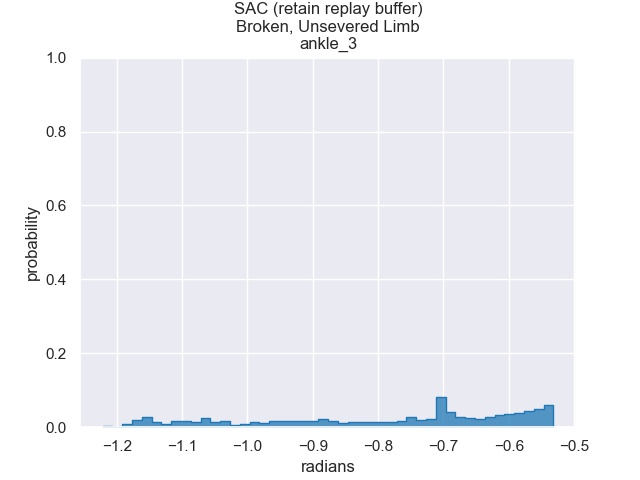 SAC (retain replay buffer)
Broken, Unsevered Limb
ankle_3
1.0
0.8
0.6
0.4
0.2
0.0
probability
−1.2 −1.1 −1.0 −0.9 −0.8 −0.7 −0.6 −0.5
radians